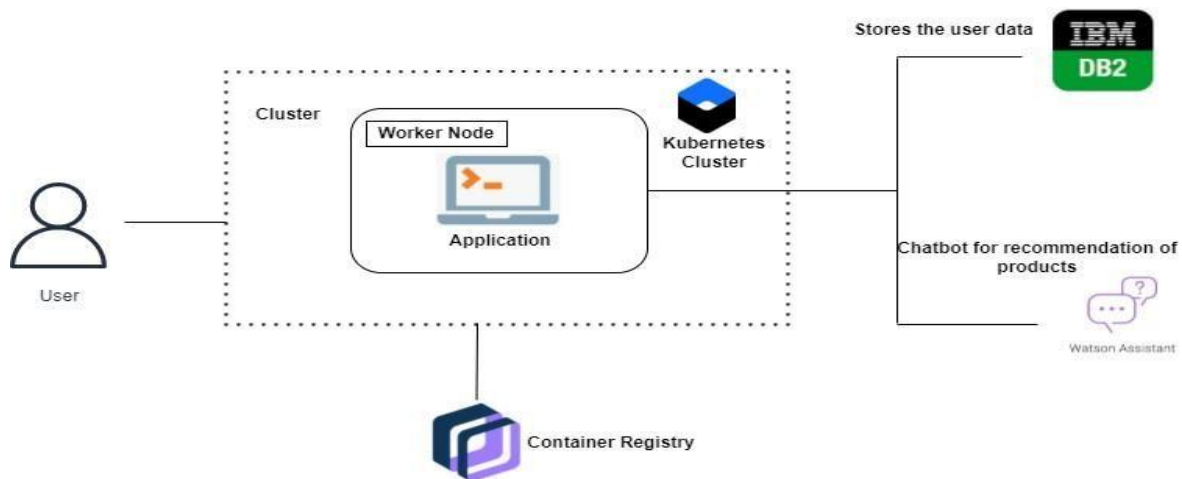 Stores the user data
IBM
DB2
Cluster
Worker Node
Kubernetes
Cluster
Application
User
Chatbot for recommendation of
products
?
Watson Assistant
Container Registry